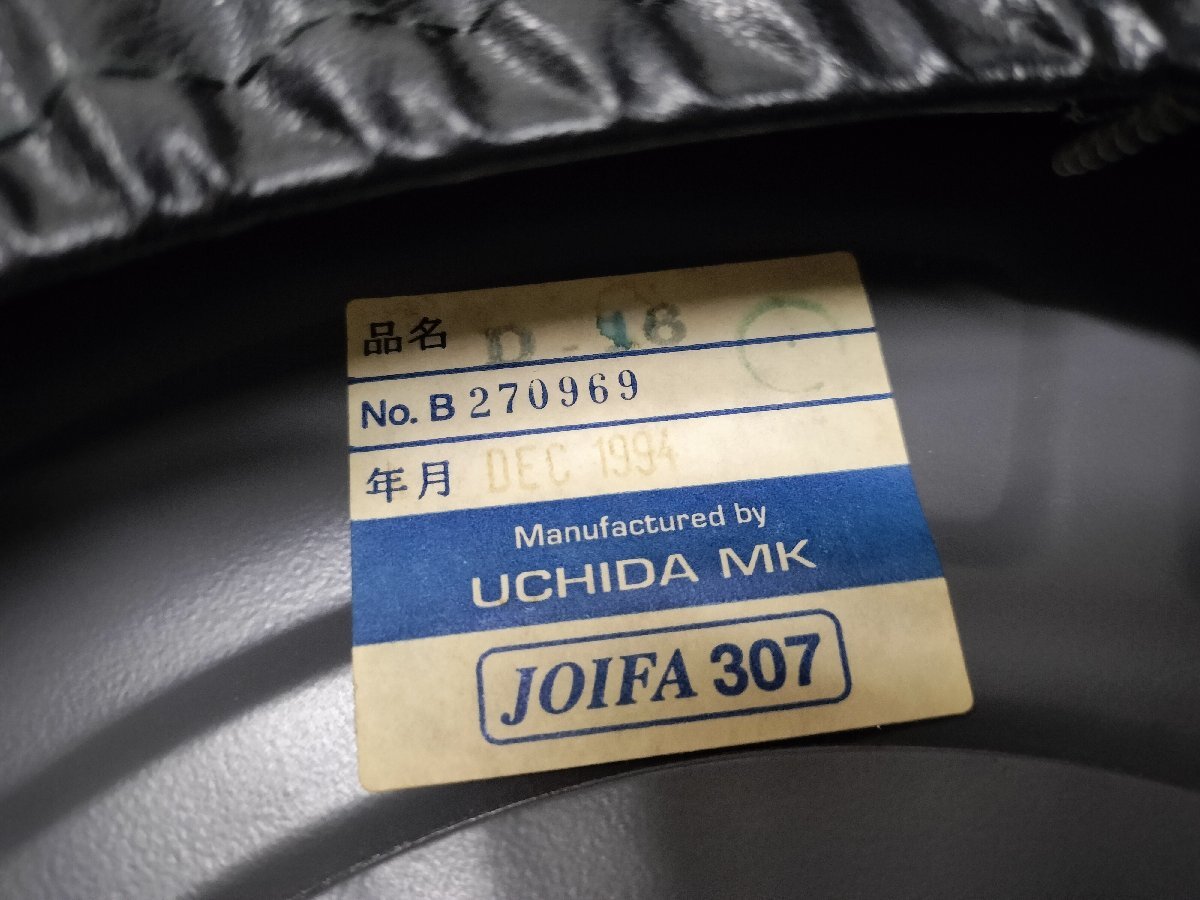 品名 D-18
No. B 270969
年月 DEC 1994
Manufactured by
UCHIDA MK
JOIFA 307